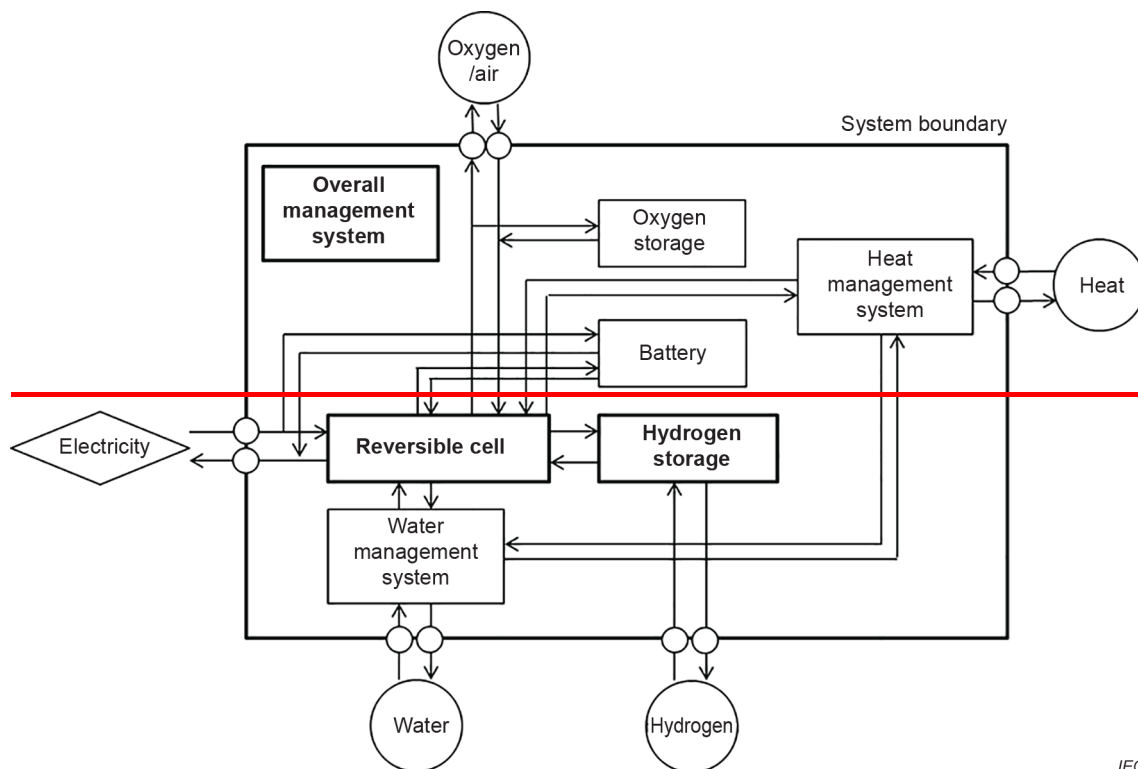 Oxygen
/air
System boundary
Overall
management
system
Oxygen
storage
Heat
management
system
Heat
Battery
Electricity
Reversible cell
Hydrogen
storage
Water
management
system
Water
Hydrogen